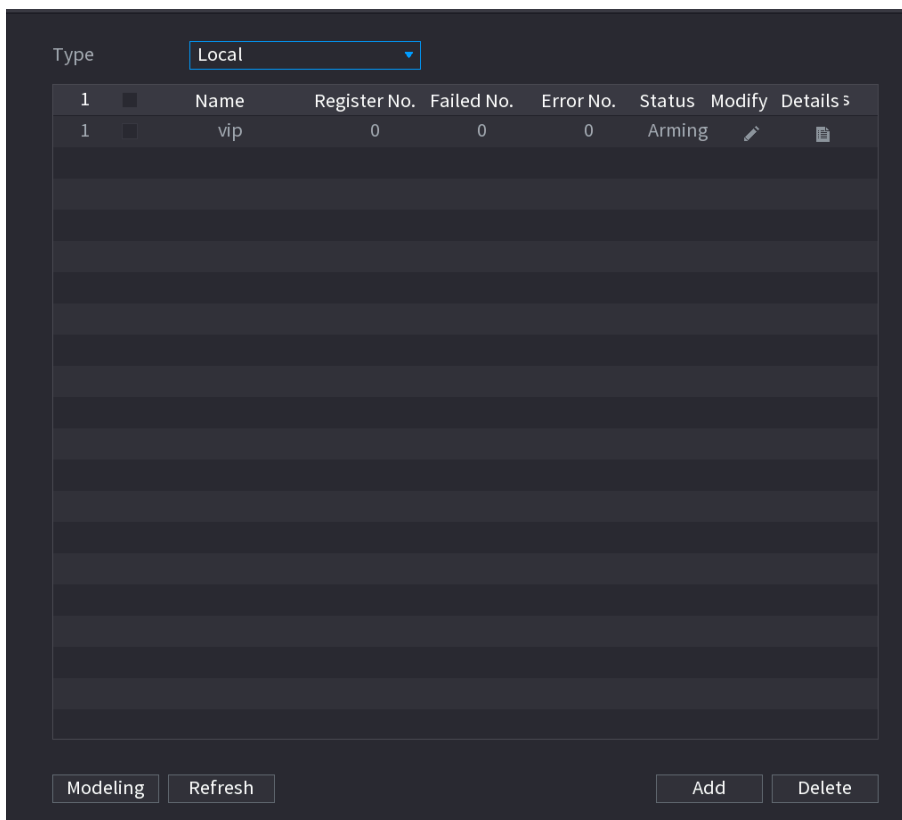 Type Local
1 Name Register No. Failed No. Error No. Status Modify Details s
1 vip 0 0 0 Arming
Modeling Refresh Add Delete